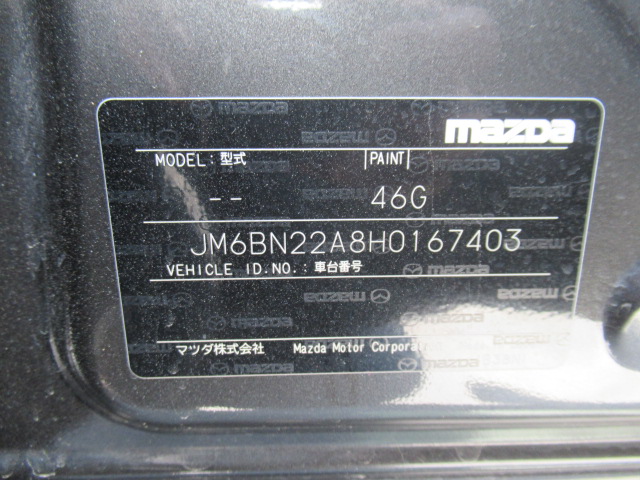 mazda
MODEL：型式 PAINT
-- 46G
JM6BN22A8H0167403
VEHICLE ID.NO.：車台番号
マツダ株式会社 Mazda Motor Corpora